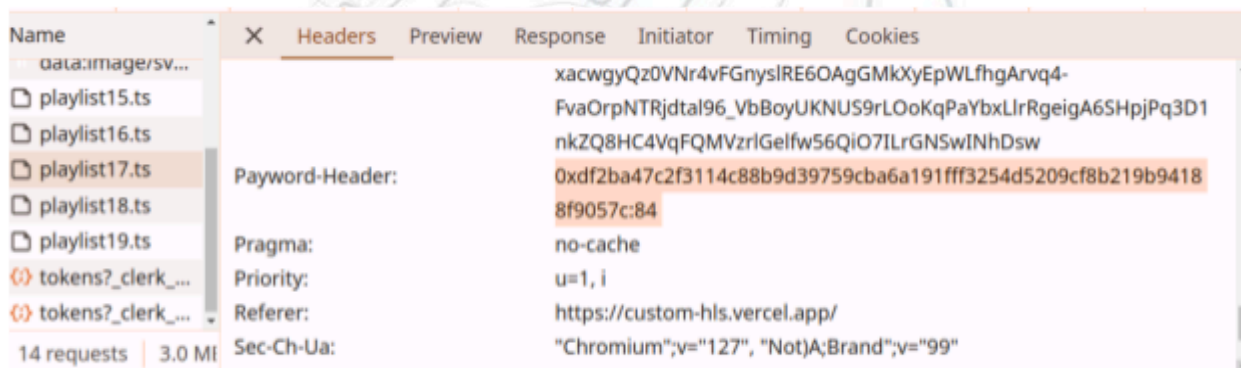 Name
Headers Preview Response Initiator Timing Cookies
data:image/sv...
playlist15.ts
playlist16.ts
playlist17.ts
playlist18.ts
playlist19.ts
tokens?_clerk_...
tokens?_clerk_...
14 requests 3.0 ME
xacwgyQz0VNr4vFGnyslRE6OAgGMkXyEpWLfhgArvq4-
FvaOrpNTRjdtal96_VbBoyUKNUS9rLOoKqPaYbxLlrRgeigA6SHpjPq3D1
nkZQ8HC4VqFQMVzrlGelfw56QiO7ILrGNSwINhDsw
Payword-Header: 0xdf2ba47c2f3114c88b9d39759cba6a191fff3254d5209cf8b219b9418
8f9057c:84
Pragma: no-cache
Priority: u=1, i
Referer: https://custom-hls.vercel.app/
Sec-Ch-Ua: "Chromium";v="127", "Not)A;Brand";v="99"